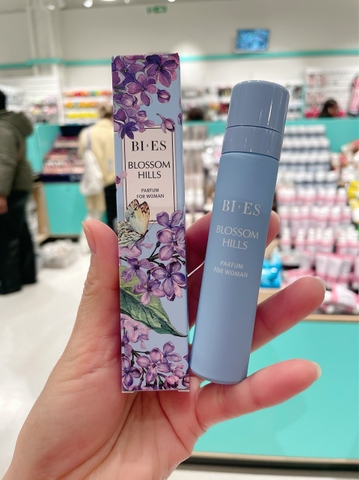 BI·ES
BLOSSOM
HILLS
PARFUM
FOR WOMAN
BI·ES
BLOSSOM
HILLS
PARFUM
FOR WOMAN